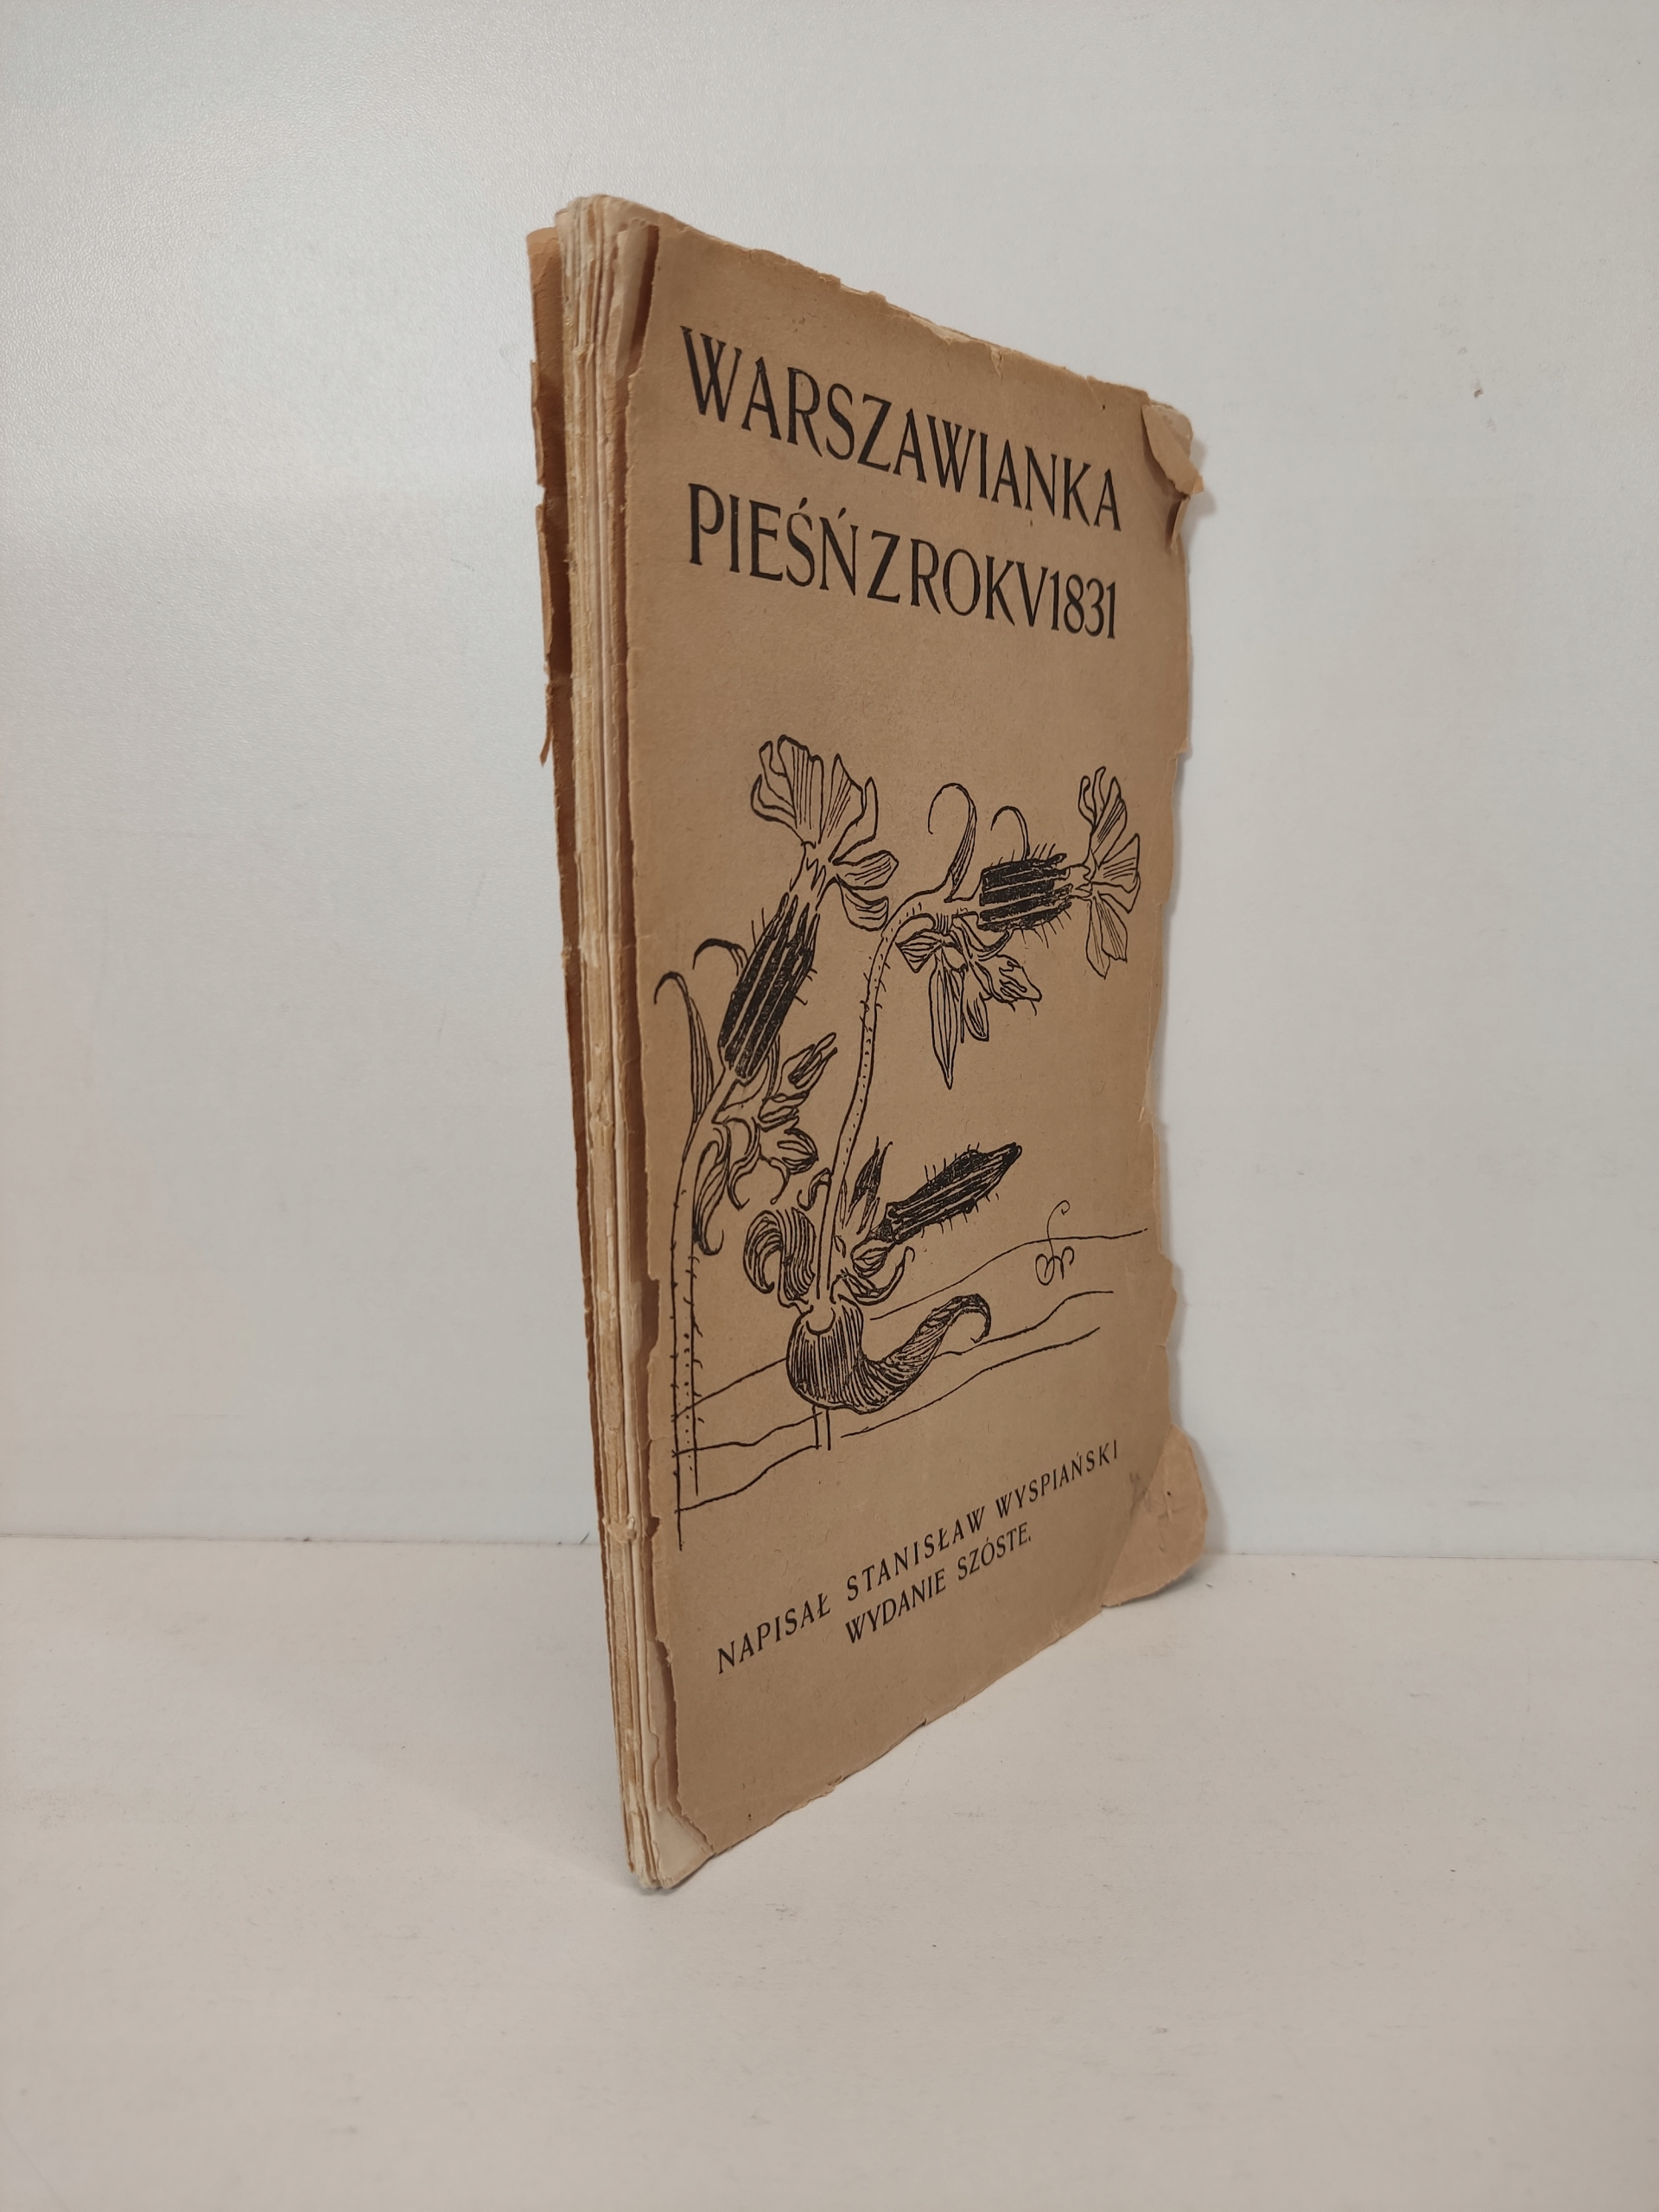 WARSZAWIANKA
PIEŚŃ Z ROKV 1831
NAPISAŁ STANISŁAW WYSPIAŃSKI
WYDANIE SZÓSTE.